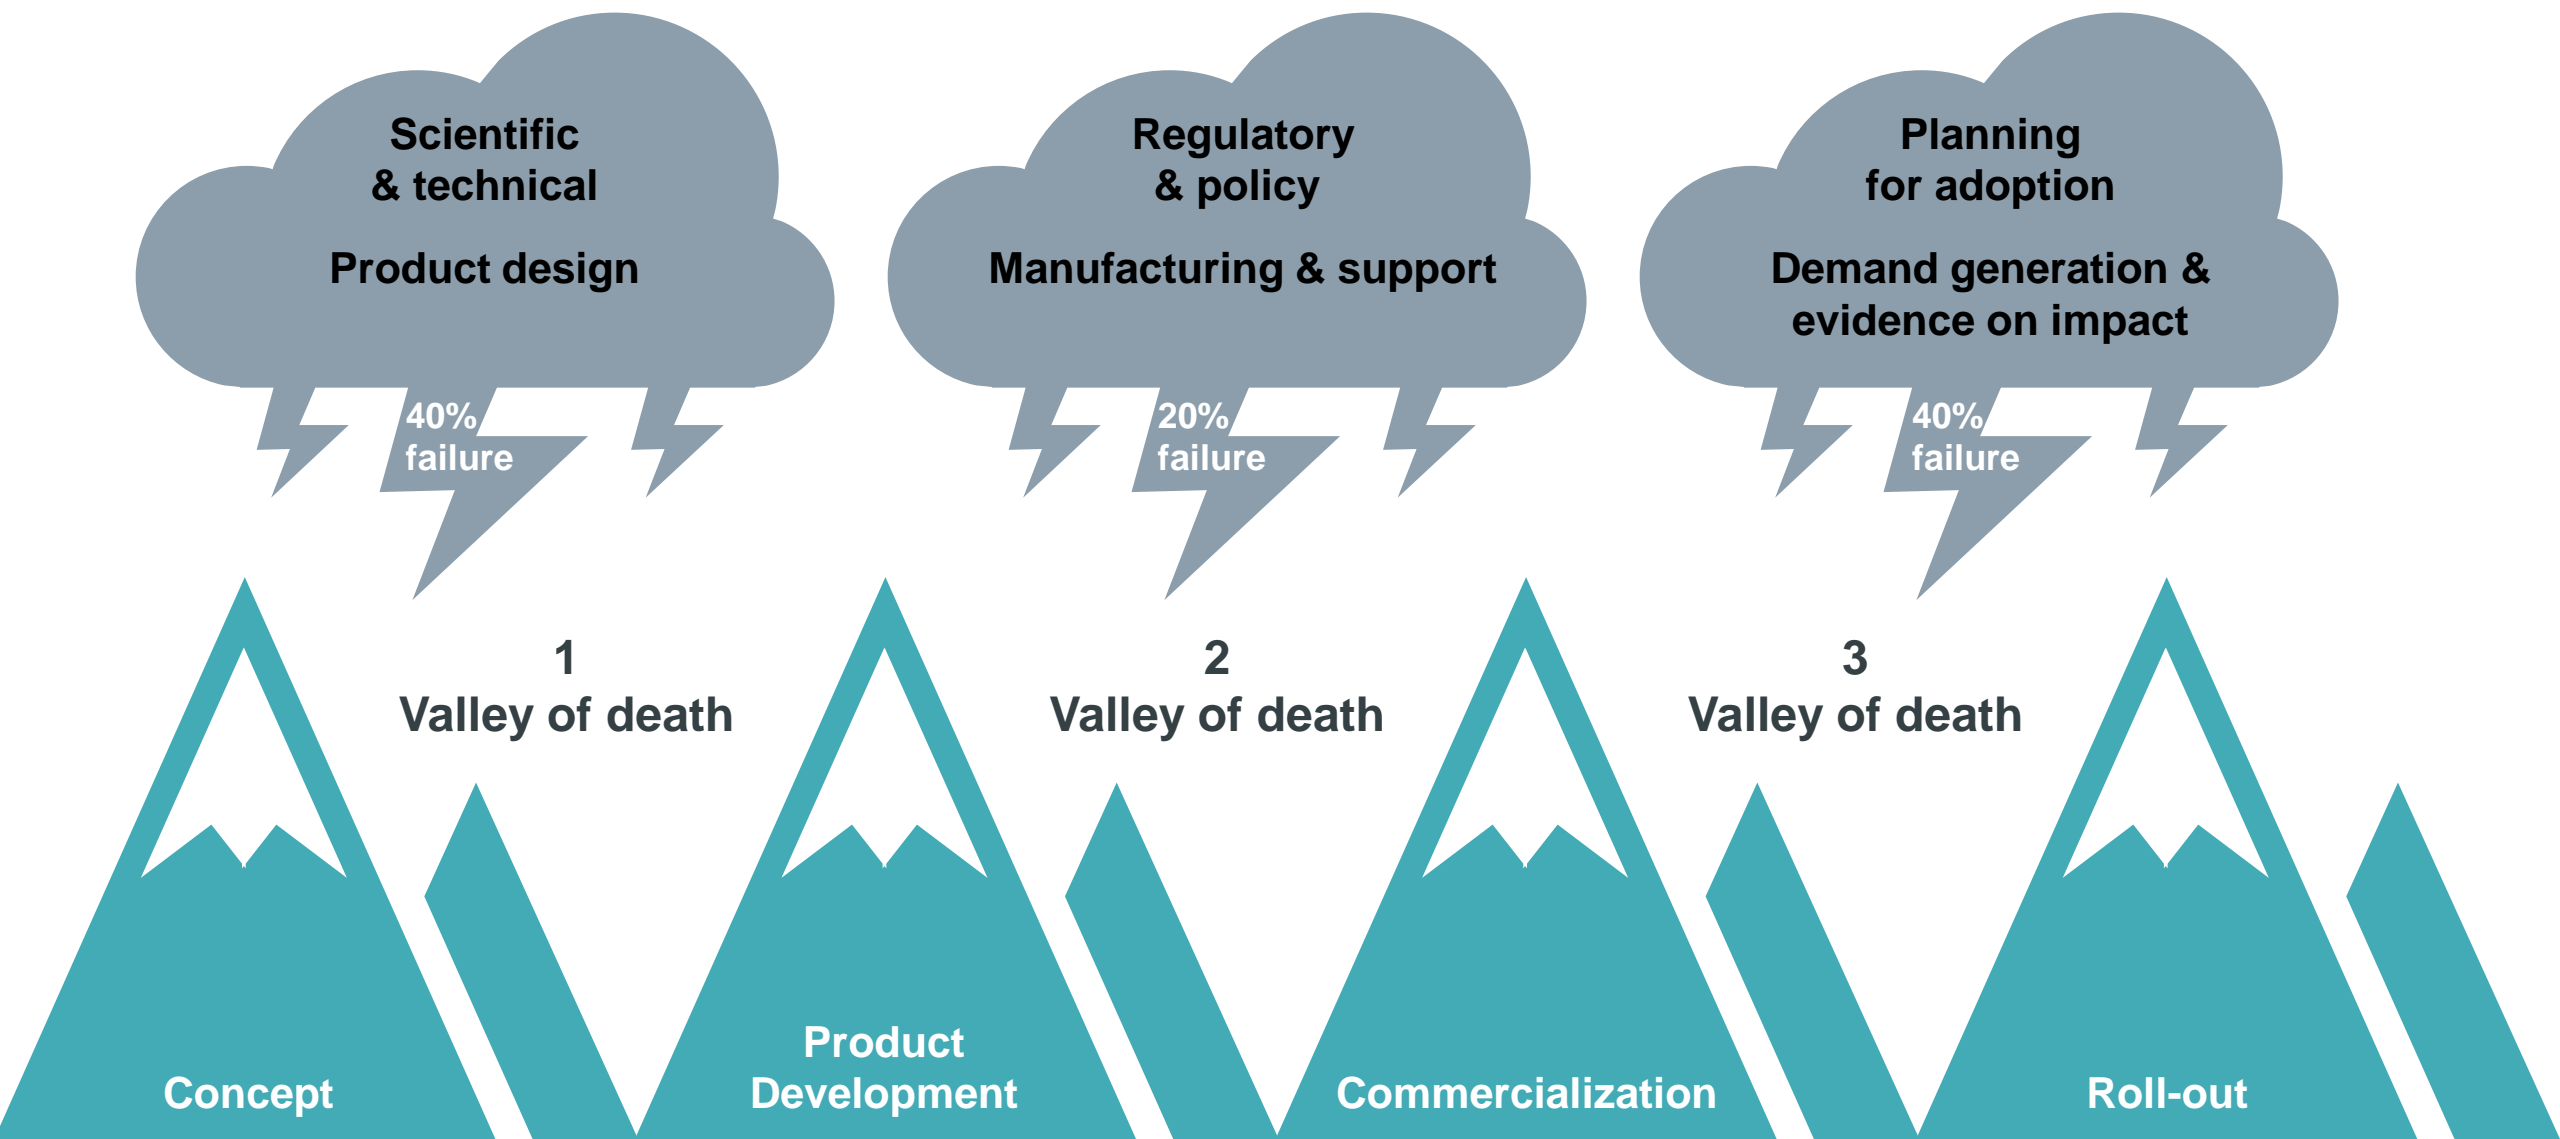 Scientific
& technical
Product design
40%
failure
Regulatory
& policy
Manufacturing & support
20%
failure
Planning
for adoption
Demand generation &
evidence on impact
40%
failure
1
Valley of death
2
Valley of death
3
Valley of death
Concept
Product
Development
Commercialization
Roll-out